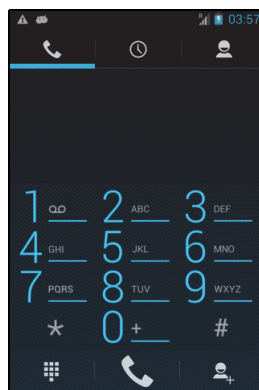 03:57
1 2 ABC 3 DEF
4 GHI 5 JKL 6 MNO
7 PQRS 8 TUV 9 WXYZ
* 0 + #